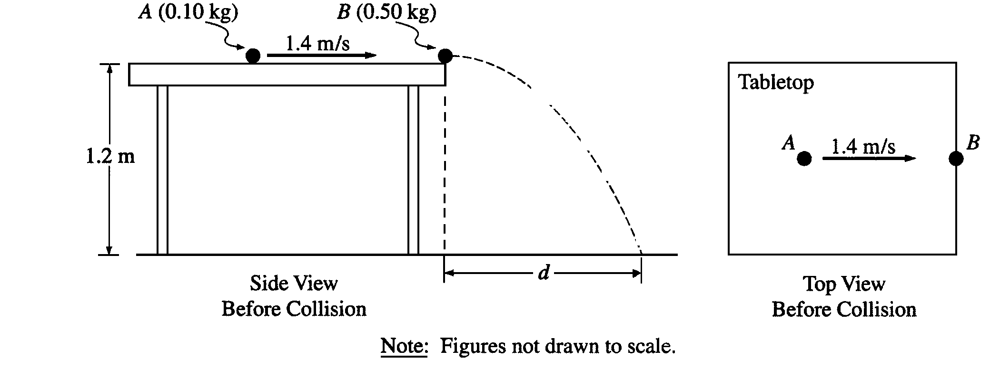 A (0.10 kg)
B (0.50 kg)
1.4 m/s
1.2 m
d
Side View
Before Collision
Tabletop
A
1.4 m/s
B
Top View
Before Collision
Note: Figures not drawn to scale.